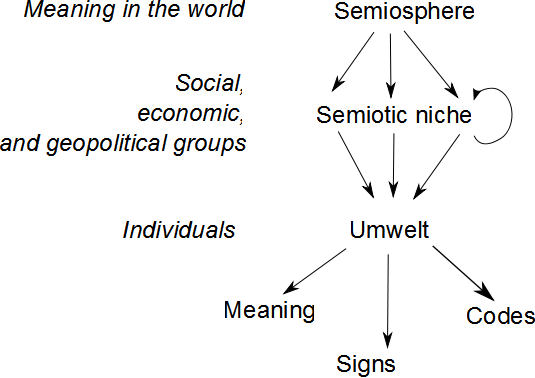 Meaning in the world
Semiosphere
Social,
economic,
and geopolitical groups
Semiotic niche
Individuals
Umwelt
Meaning
Codes
Signs